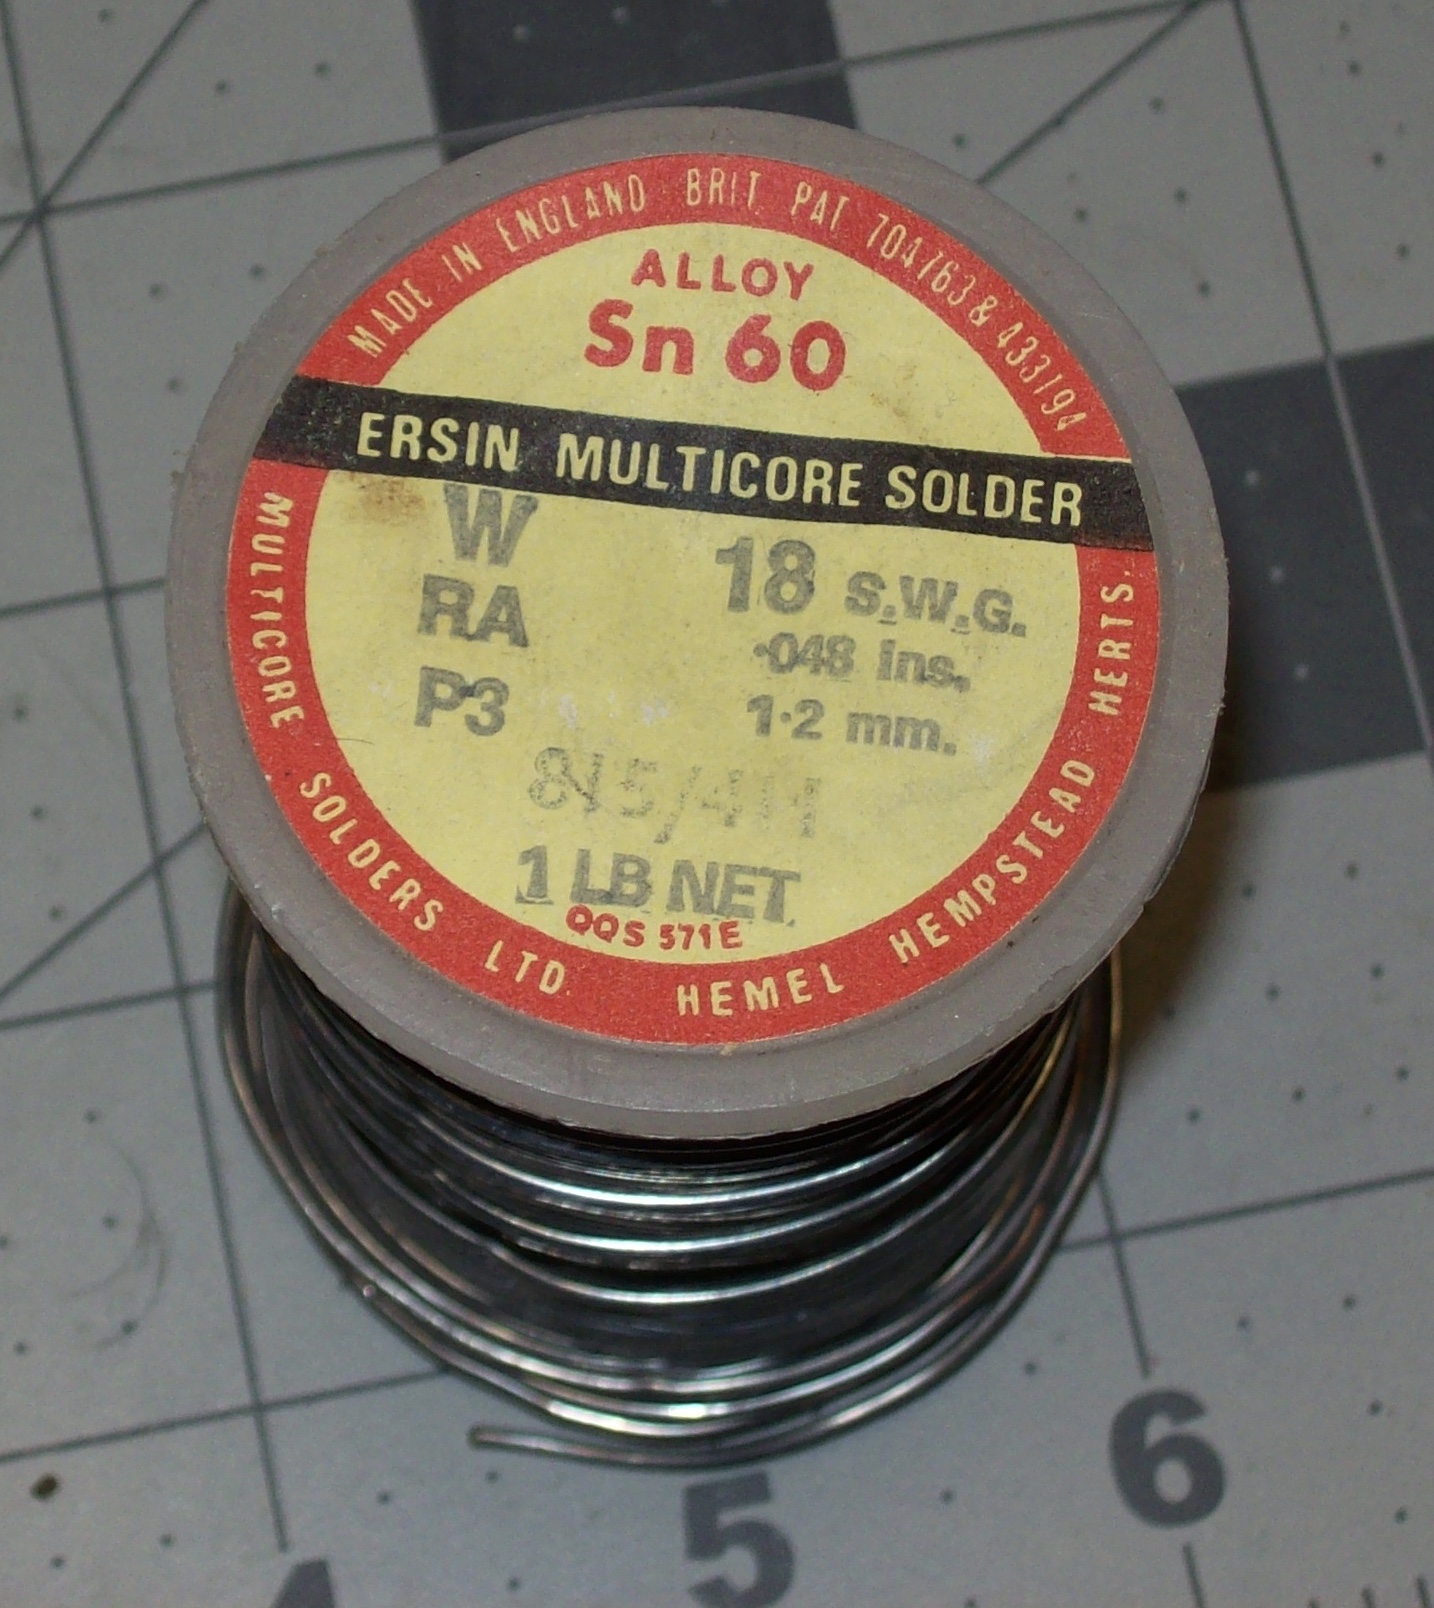 MADE IN ENGLAND BRIT. PAT. 704763 & 433194
ALLOY
Sn 60
ERSIN MULTICORE SOLDER
W
RA
P3
18 S.W.G.
·048 ins.
1·2 mm.
1 LB NET
QQS 571E
MULTICORE SOLDERS LTD. HEMEL HEMPSTEAD HERTS.
5
6